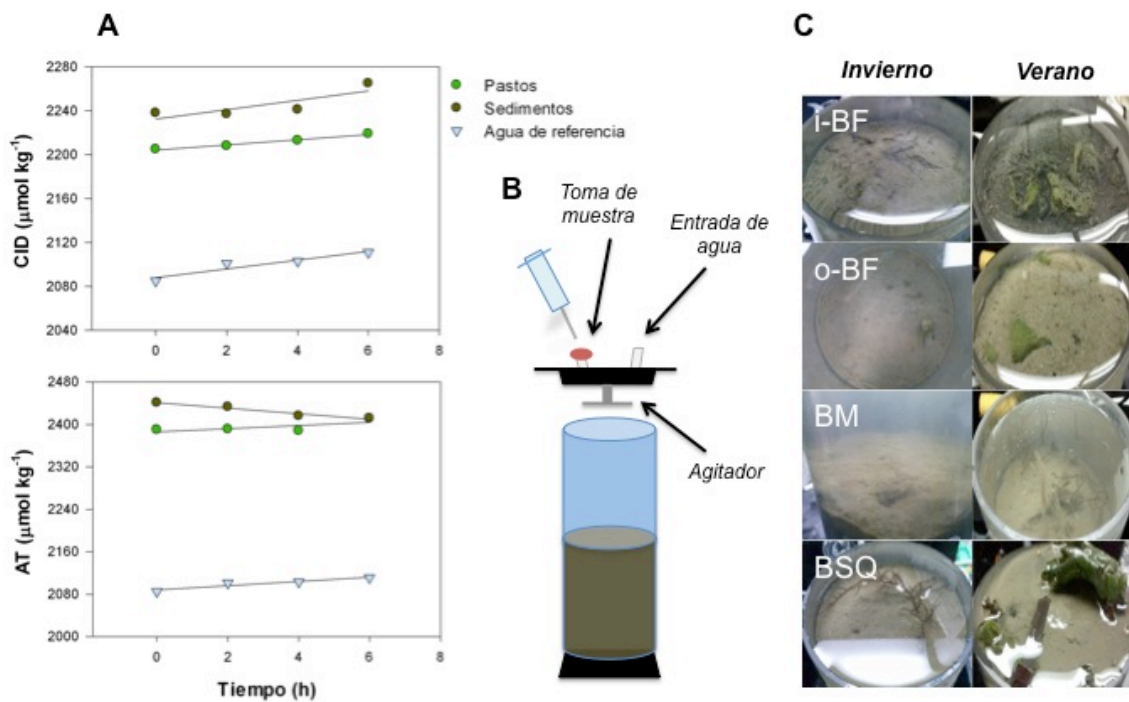 A
CID (µmol kg⁻¹)
2280
2240
2200
2160
2120
2080
2040
0 2 4 6 8
Pastos
Sedimentos
Agua de referencia
AT (µmol kg⁻¹)
2480
2400
2320
2240
2160
2080
2000
0 2 4 6 8
Tiempo (h)
B
Toma de
muestra
Entrada de
agua
Agitador
C
Invierno Verano
i-BF
o-BF
BM
BSQ